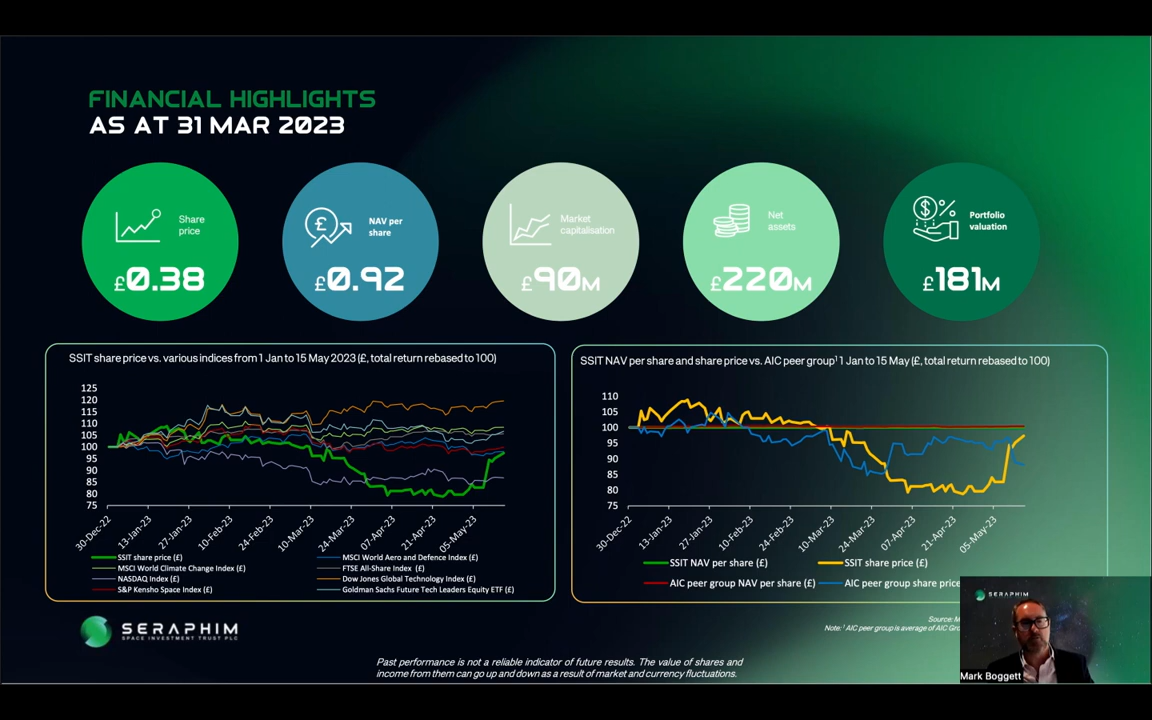 FINANCIAL HIGHLIGHTS
AS AT 31 MAR 2023
Share
price
£0.38
NAV per
share
£0.92
Market
capitalisation
£90M
Net
assets
£220M
Portfolio
valuation
£181M
SSIT share price vs. various indices from 1 Jan to 15 May 2023 (£, total return rebased to 100)
125
120
115
110
105
100
95
90
85
80
75
30-Dec-22
13-Jan-23
27-Jan-23
10-Feb-23
24-Feb-23
10-Mar-23
24-Mar-23
07-Apr-23
21-Apr-23
05-May-23
SSIT share price (£)
MSCI World Aero and Defence Index (£)
MSCI World Climate Change Index (£)
FTSE All-Share Index (£)
NASDAQ Index (£)
Dow Jones Global Technology Index (£)
S&P Kensho Space Index (£)
Goldman Sachs Future Tech Leaders Equity ETF (£)
SSIT NAV per share and share price vs. AIC peer group¹ 1 Jan to 15 May (£, total return rebased to 100)
110
105
100
95
90
85
80
75
30-Dec-22
13-Jan-23
27-Jan-23
10-Feb-23
24-Feb-23
10-Mar-23
24-Mar-23
07-Apr-23
21-Apr-23
05-May-23
SSIT NAV per share (£)
SSIT share price (£)
AIC peer group NAV per share (£)
AIC peer group share price
SERAPHIM
SPACE INVESTMENT TRUST PLC
Source:
Note: ¹ AIC peer group is average of AIC
Past performance is not a reliable indicator of future results. The value of shares and
income from them can go up and down as a result of market and currency fluctuations.
SERAPHIM
Mark Boggett